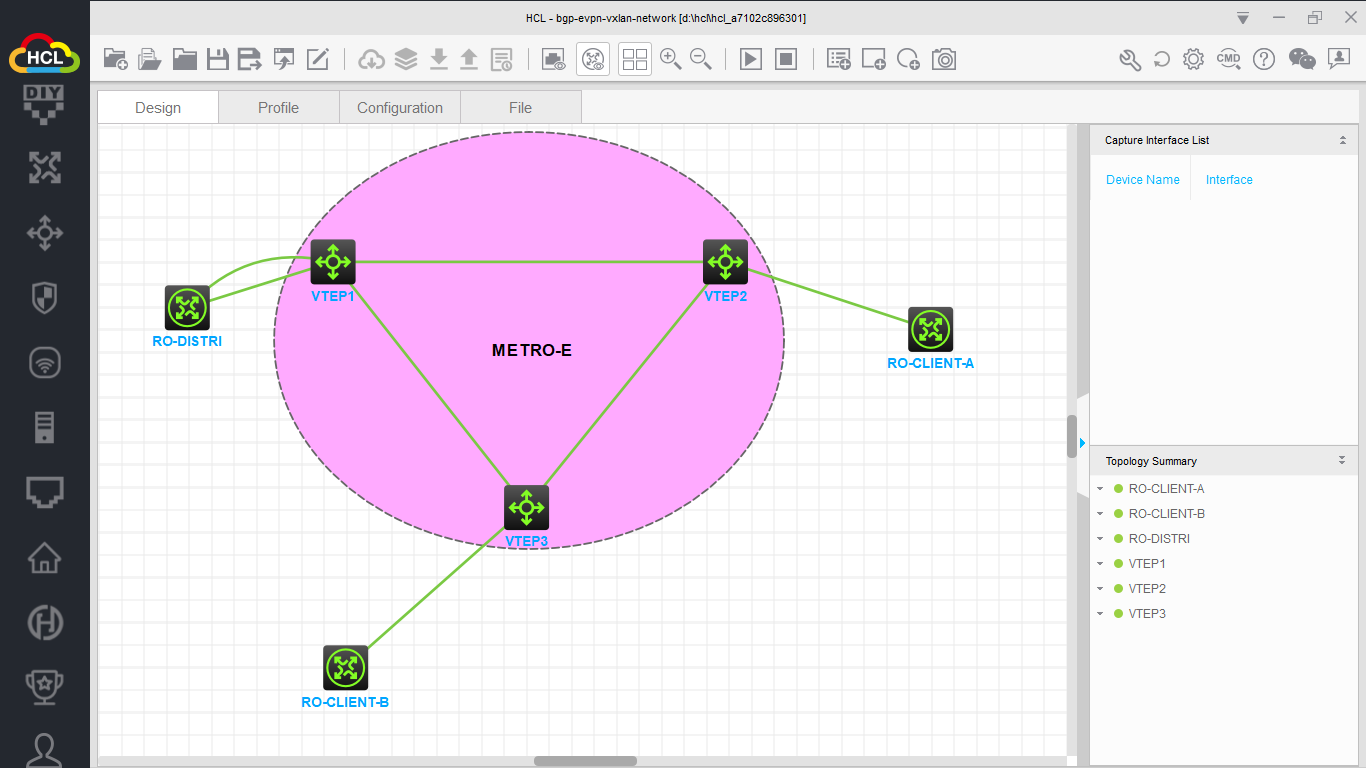 HCL - bgp-evpn-vxlan-network [d:\hcl\hcl_a7102c896301]
HCL
DIY
CMD
Design
Profile
Configuration
File
VTEP1
VTEP2
RO-DISTRI
METRO-E
RO-CLIENT-A
VTEP3
RO-CLIENT-B
Capture Interface List
Device Name
Interface
Topology Summary
RO-CLIENT-A
RO-CLIENT-B
RO-DISTRI
VTEP1
VTEP2
VTEP3